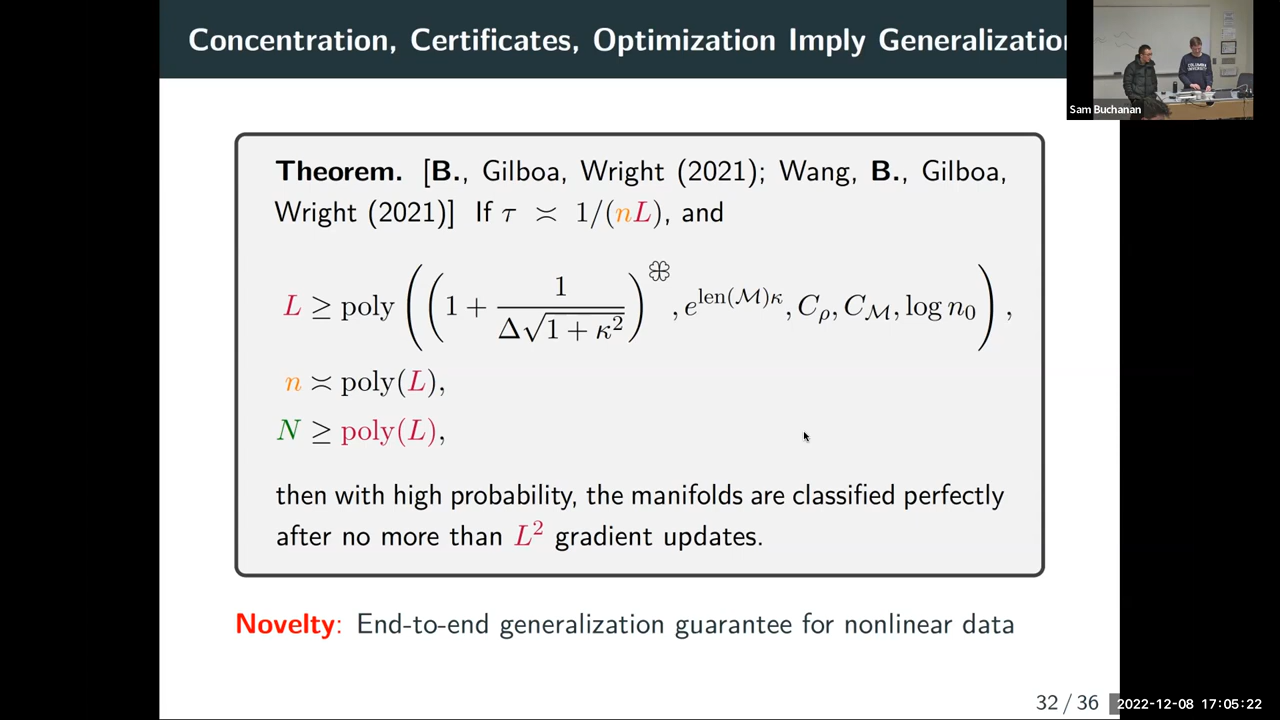 Concentration, Certificates, Optimization Imply Generalizatio
Sam Buchanan
Theorem. [B., Gilboa, Wright (2021); Wang, B., Gilboa,
Wright (2021)] If τ ≍ 1/(nL), and
L ≥ poly((1 + 1/(Δ√(1 + κ²)))^✤, e^{len(ℳ)κ}, C_ρ, C_ℳ, log n₀),
n ≍ poly(L),
N ≥ poly(L),
then with high probability, the manifolds are classified perfectly
after no more than L² gradient updates.
Novelty: End-to-end generalization guarantee for nonlinear data
32 / 36
2022-12-08 17:05:22